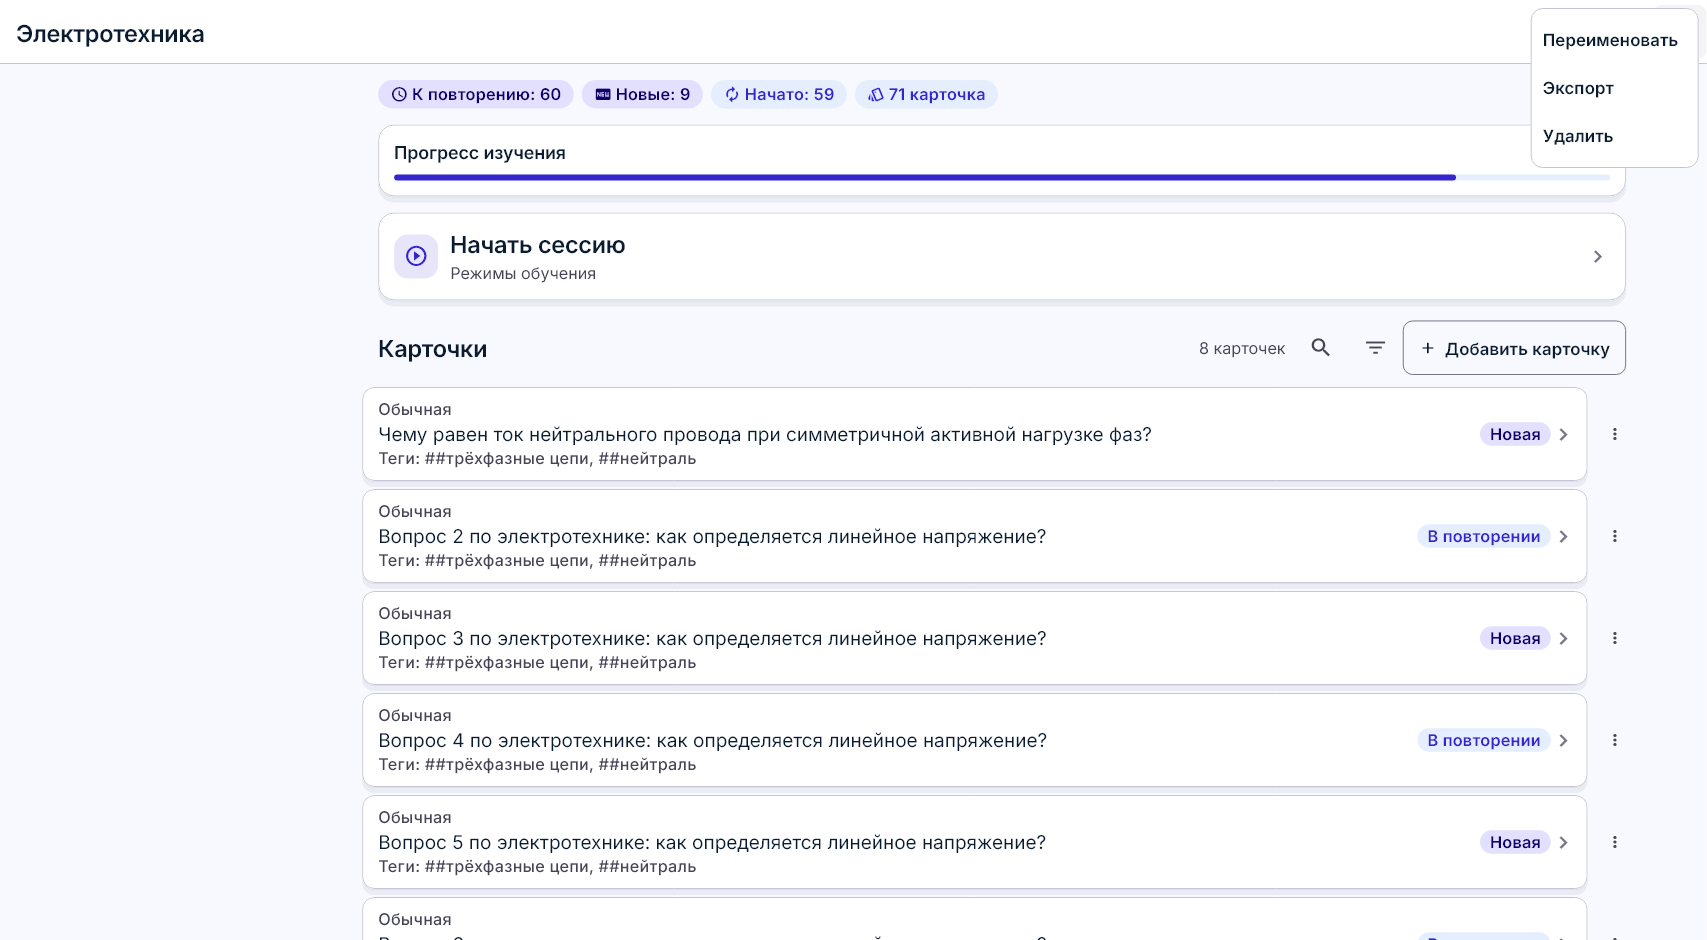 Электротехника
Переименовать
Экспорт
Удалить
К повторению: 60
NEW Новые: 9
Начато: 59
71 карточка
Прогресс изучения
Начать сессию
Режимы обучения
Карточки
8 карточек
+ Добавить карточку
Обычная
Чему равен ток нейтрального провода при симметричной активной нагрузке фаз?
Теги: ##трёхфазные цепи, ##нейтраль
Новая
Обычная
Вопрос 2 по электротехнике: как определяется линейное напряжение?
Теги: ##трёхфазные цепи, ##нейтраль
В повторении
Обычная
Вопрос 3 по электротехнике: как определяется линейное напряжение?
Теги: ##трёхфазные цепи, ##нейтраль
Новая
Обычная
Вопрос 4 по электротехнике: как определяется линейное напряжение?
Теги: ##трёхфазные цепи, ##нейтраль
В повторении
Обычная
Вопрос 5 по электротехнике: как определяется линейное напряжение?
Теги: ##трёхфазные цепи, ##нейтраль
Новая
Обычная